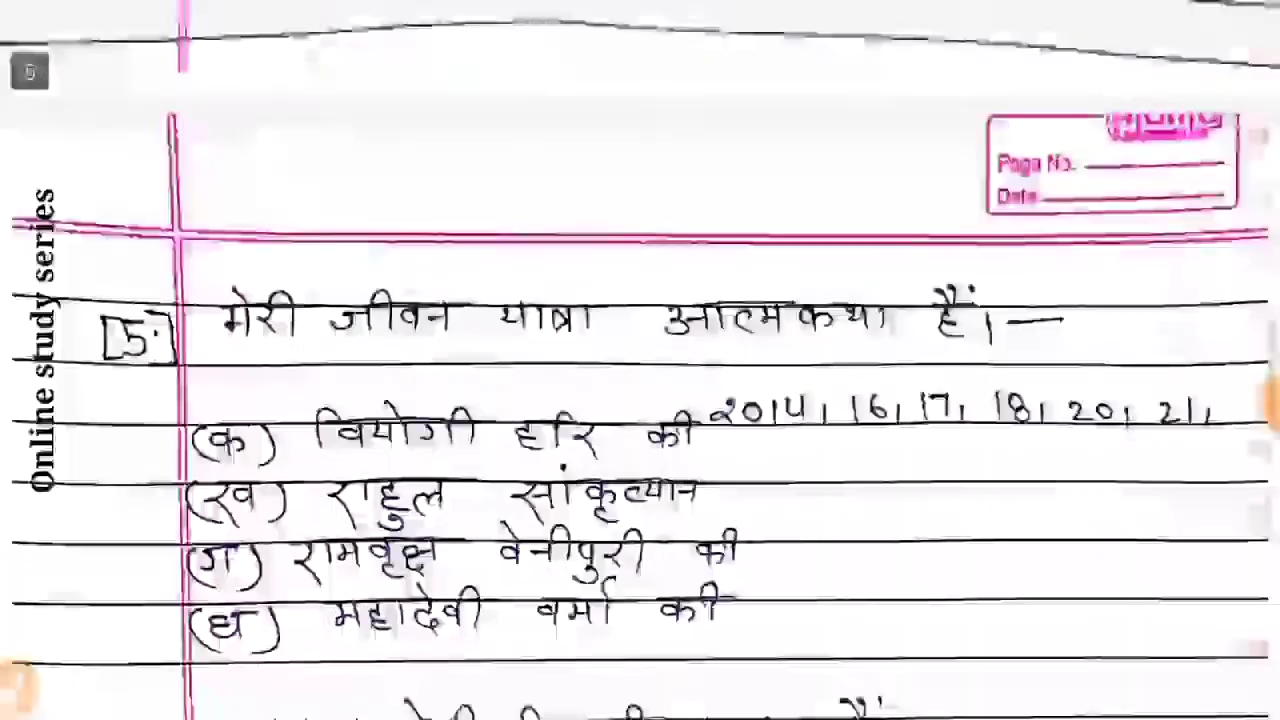 6
Page No.
Date
Online study series
[5.] मेरी जीवन यात्रा आत्मकथा हैं।—
(क) वियोगी हरि की 2014, 16, 17, 18, 20, 21,
(ख) राहुल सांकृत्यान
(ग) रामवृक्ष वेनीपुरी की
(घ) महादेवी वर्मा की